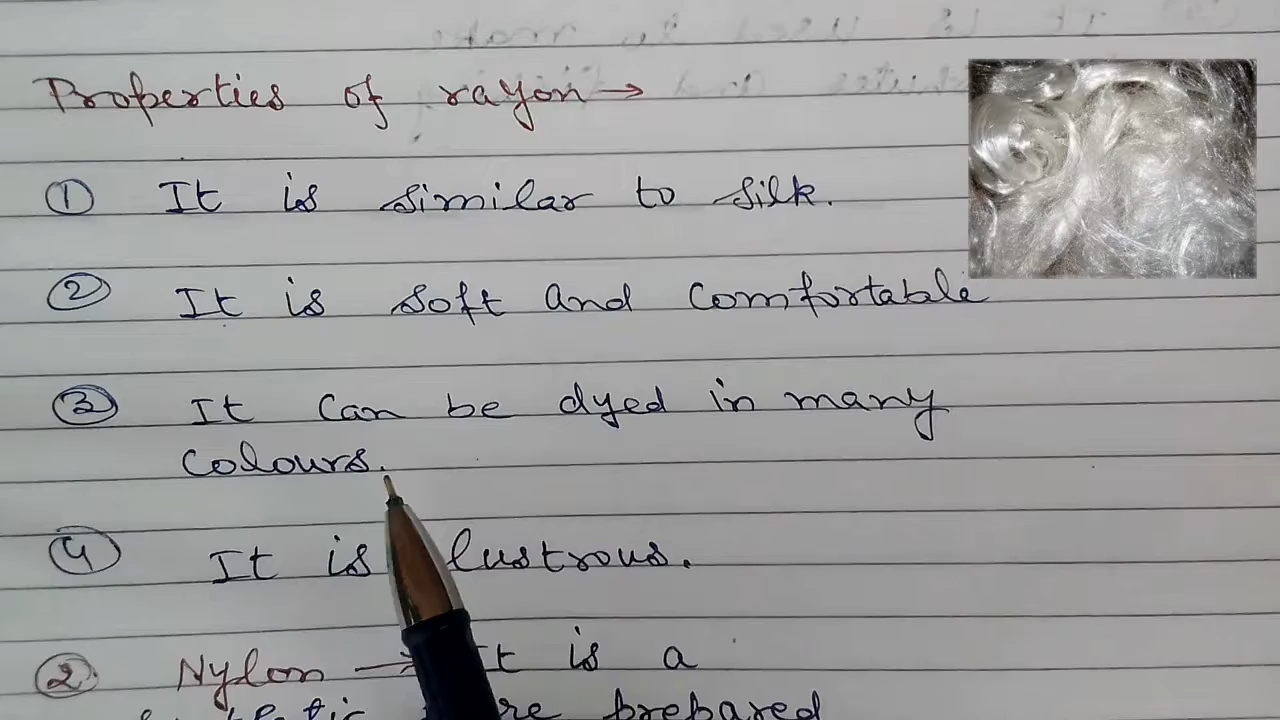 Properties of rayon →
① It is similar to silk.
② It is soft and comfortable
③ It can be dyed in many
colours.
④ It is lustrous.
② Nylon → It is a
prepared